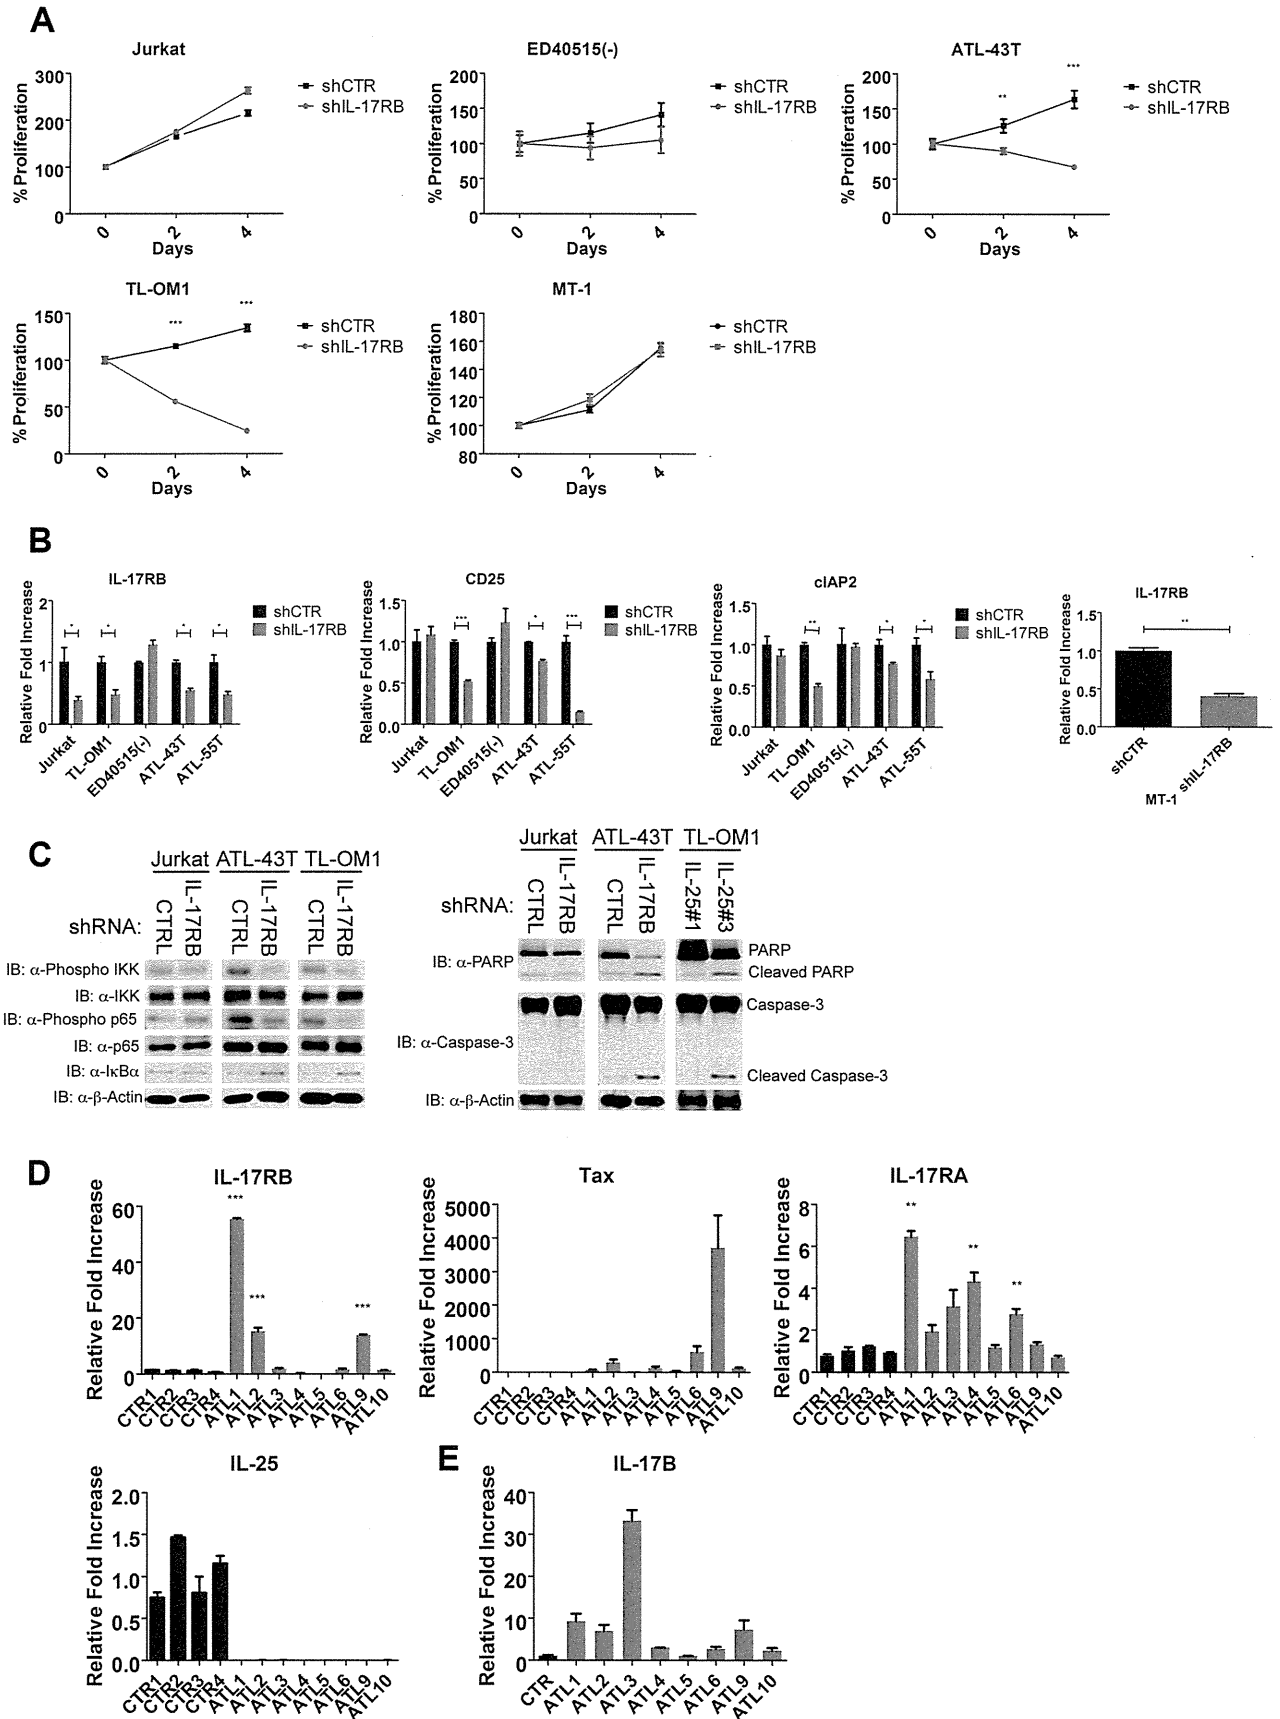 A
Jurkat
300
200
100
0
% Proliferation
0
2
4
Days
shCTR
shIL-17RB
ED40515(-)
200
150
100
50
0
% Proliferation
0
2
4
Days
shCTR
shIL-17RB
ATL-43T
200
150
100
50
0
% Proliferation
**
***
0
2
4
Days
shCTR
shIL-17RB
TL-OM1
150
100
50
0
% Proliferation
***
***
0
2
4
Days
shCTR
shIL-17RB
MT-1
180
160
140
120
100
80
% Proliferation
0
2
4
Days
shCTR
shIL-17RB
B
IL-17RB
Relative Fold Increase
2
1
0
*
*
*
*
Jurkat
TL-OM1
ED40515(-)
ATL-43T
ATL-55T
shCTR
shIL-17RB
CD25
Relative Fold Increase
1.5
1.0
0.5
0.0
***
*
***
Jurkat
TL-OM1
ED40515(-)
ATL-43T
ATL-55T
shCTR
shIL-17RB
cIAP2
Relative Fold Increase
1.5
1.0
0.5
0.0
**
*
*
Jurkat
TL-OM1
ED40515(-)
ATL-43T
ATL-55T
shCTR
shIL-17RB
IL-17RB
Relative Fold Increase
1.5
1.0
0.5
0.0
**
shCTR
shIL-17RB
MT-1
C
Jurkat ATL-43T TL-OM1
shRNA:
CTRL
IL-17RB
CTRL
IL-17RB
CTRL
IL-17RB
IB: α-Phospho IKK
IB: α-IKK
IB: α-Phospho p65
IB: α-p65
IB: α-IκBα
IB: α-β-Actin
Jurkat ATL-43T TL-OM1
shRNA:
CTRL
IL-17RB
CTRL
IL-17RB
IL-25#1
IL-25#3
IB: α-PARP
PARP
Cleaved PARP
IB: α-Caspase-3
Caspase-3
Cleaved Caspase-3
IB: α-β-Actin
D
IL-17RB
Relative Fold Increase
60
40
20
0
***
***
***
CTR1
CTR2
CTR3
CTR4
ATL1
ATL2
ATL3
ATL4
ATL5
ATL6
ATL9
ATL10
Tax
Relative Fold Increase
5000
4000
3000
2000
1000
0
CTR1
CTR2
CTR3
CTR4
ATL1
ATL2
ATL3
ATL4
ATL5
ATL6
ATL9
ATL10
IL-17RA
Relative Fold Increase
8
6
4
2
0
**
**
**
CTR1
CTR2
CTR3
CTR4
ATL1
ATL2
ATL3
ATL4
ATL5
ATL6
ATL9
ATL10
IL-25
Relative Fold Increase
2.0
1.5
1.0
0.5
0.0
CTR1
CTR2
CTR3
CTR4
ATL1
ATL2
ATL3
ATL4
ATL5
ATL6
ATL9
ATL10
E
IL-17B
Relative Fold Increase
40
30
20
10
0
CTR
ATL1
ATL2
ATL3
ATL4
ATL5
ATL6
ATL9
ATL10